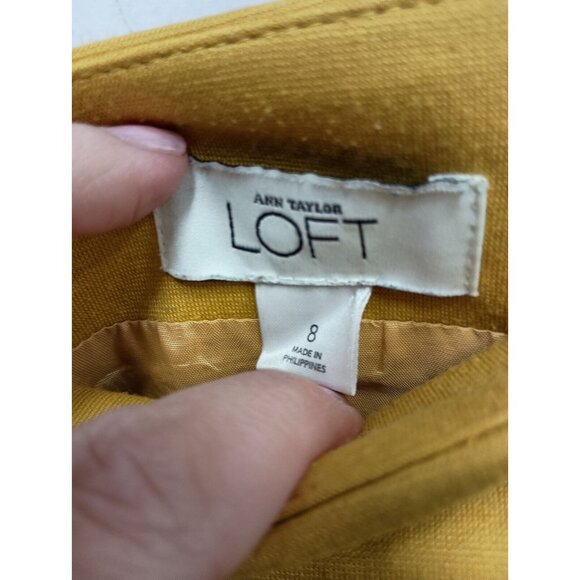 ANN TAYLOR
LOFT
8
MADE IN
PHILIPPINES